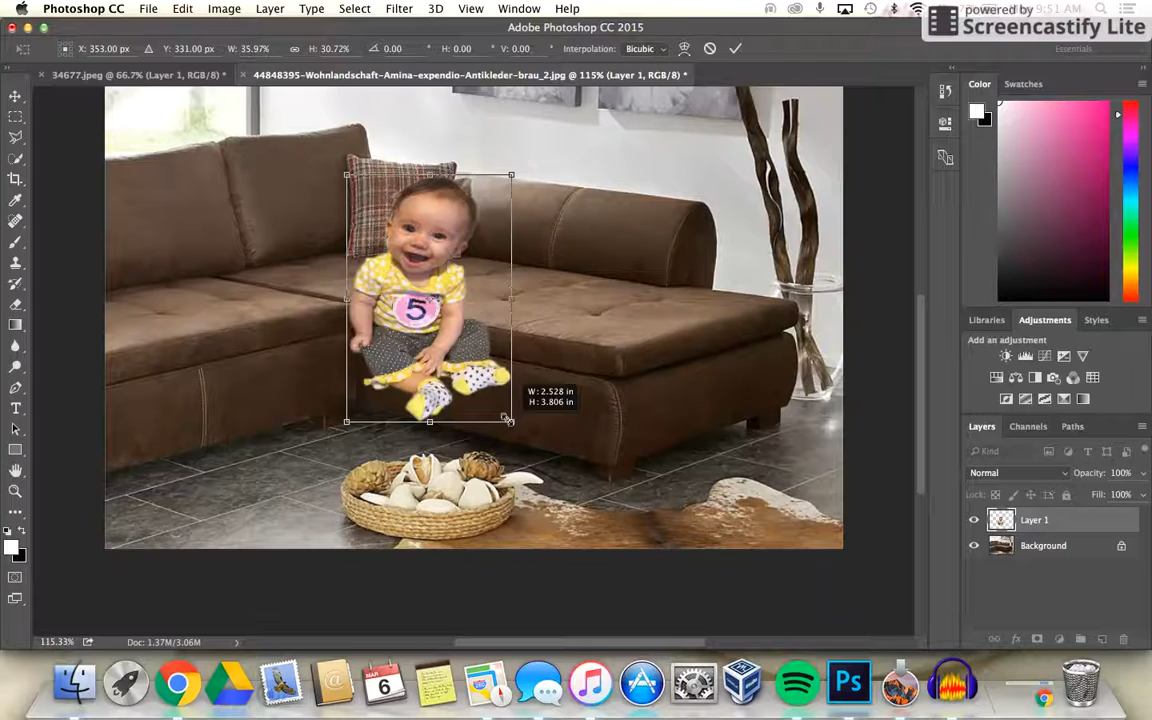 Photoshop CC File Edit Image Layer Type Select Filter 3D View Window Help
9:51 AM
powered by
Screencastify Lite
Adobe Photoshop CC 2015
X: 353.00 px Y: 331.00 px W: 35.97% H: 30.72% 0.00 ° H: 0.00 ° V: 0.00 ° Interpolation: Bicubic
Essentials
34677.jpeg @ 66.7% (Layer 1, RGB/8) *
44848395-Wohnlandschaft-Amina-expendio-Antikleder-brau_2.jpg @ 115% (Layer 1, RGB/8) *
Color Swatches
5
W: 2.528 in
H: 3.806 in
Libraries Adjustments Styles
Add an adjustment
Layers Channels Paths
Kind
Normal Opacity: 100%
Lock: Fill: 100%
Layer 1
Background
115.33% Doc: 1.37M/3.06M
MAR
6
Ps